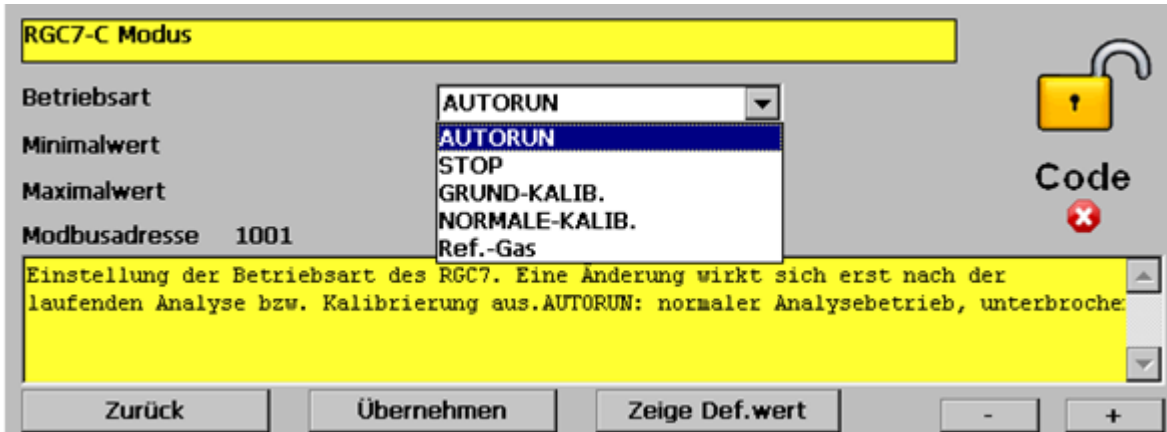 RGC7-C Modus
Betriebsart
AUTORUN
AUTORUN
STOP
GRUND-KALIB.
NORMALE-KALIB.
Ref.-Gas
Minimalwert
Maximalwert
Modbusadresse 1001
Code
Einstellung der Betriebsart des RGC7. Eine Änderung wirkt sich erst nach der
laufenden Analyse bzw. Kalibrierung aus.AUTORUN: normaler Analysebetrieb, unterbroche
Zurück
Übernehmen
Zeige Def.wert
-
+